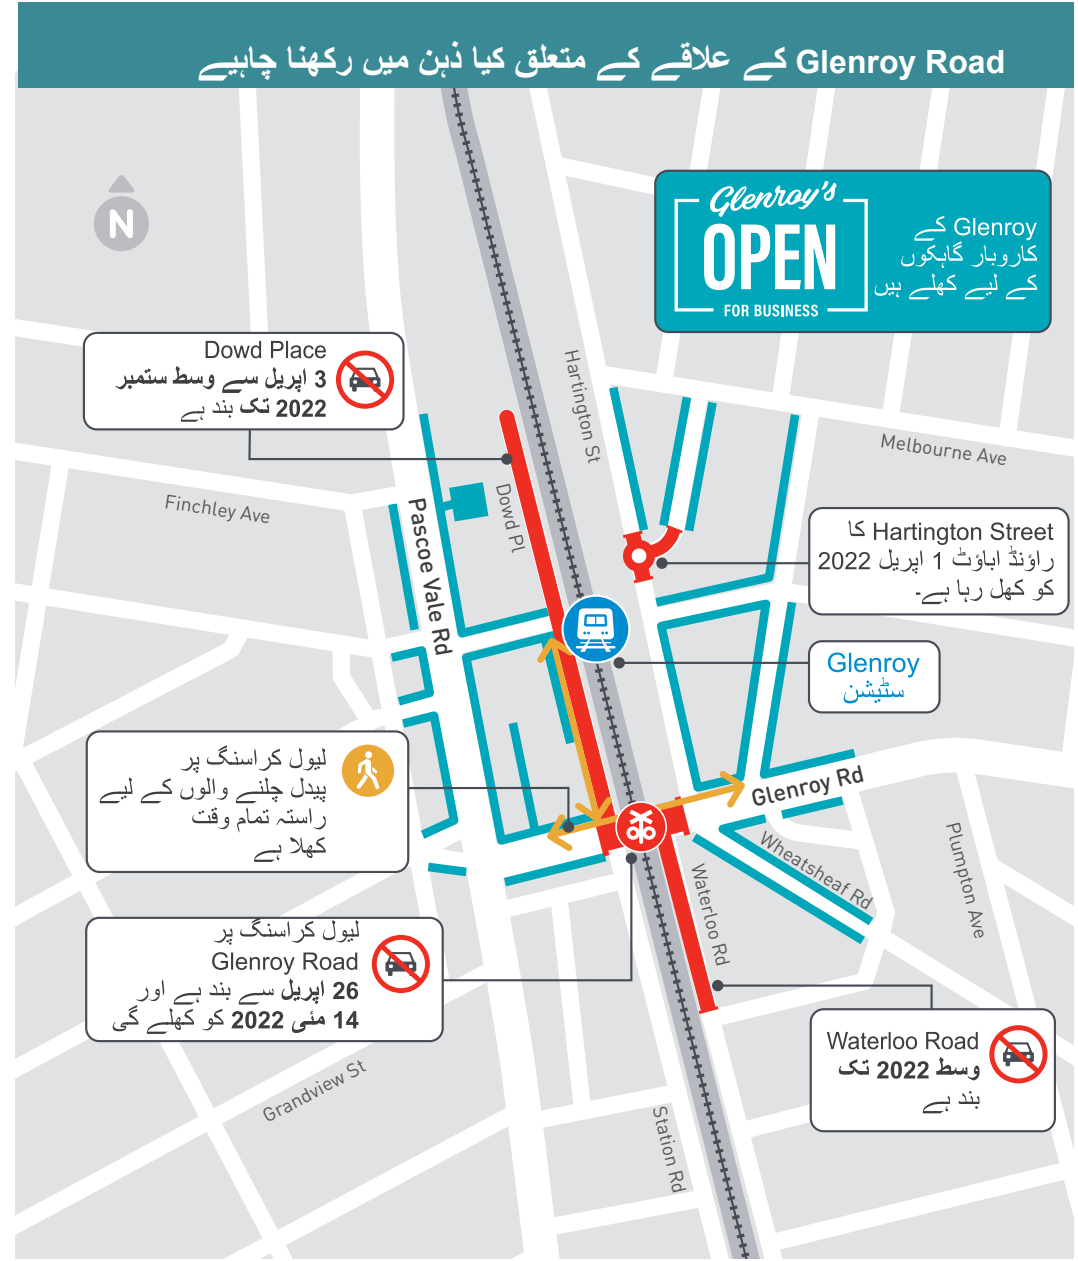 Glenroy Road کے علاقے کے متعلق کیا ذہن میں رکھنا چاہیے
N
Glenroy's
OPEN
FOR BUSINESS
Glenroy کے
کاروبار گاہکوں
کے لیے کھلے ہیں
Dowd Place
3 اپریل سے وسط ستمبر
2022 تک بند ہے
Hartington St
Melbourne Ave
Finchley Ave
Pascoe Vale Rd
Dowd Pl
Hartington Street کا
راؤنڈ اباؤٹ 1 اپریل 2022
کو کھل رہا ہے۔
Glenroy
سٹیشن
لیول کراسنگ پر
پیدل چلنے والوں کے لیے
راستہ تمام وقت
کھلا ہے
Glenroy Rd
Wheatsheaf Rd
Plumpton Ave
Waterloo Rd
لیول کراسنگ پر
Glenroy Road
26 اپریل سے بند ہے اور
14 مئی 2022 کو کھلے گی
Waterloo Road
وسط 2022 تک
بند ہے
Grandview St
Station Rd